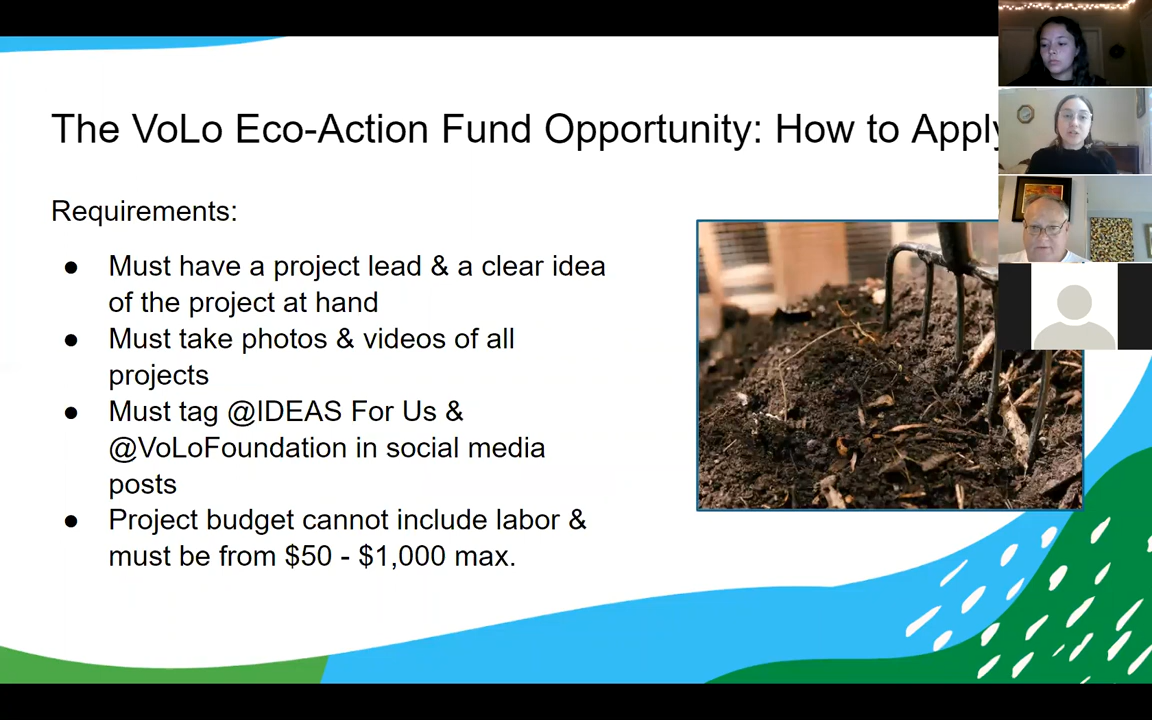 The VoLo Eco-Action Fund Opportunity: How to Apply
Requirements:
● Must have a project lead & a clear idea
of the project at hand
● Must take photos & videos of all
projects
● Must tag @IDEAS For Us &
@VoLoFoundation in social media
posts
● Project budget cannot include labor &
must be from $50 - $1,000 max.